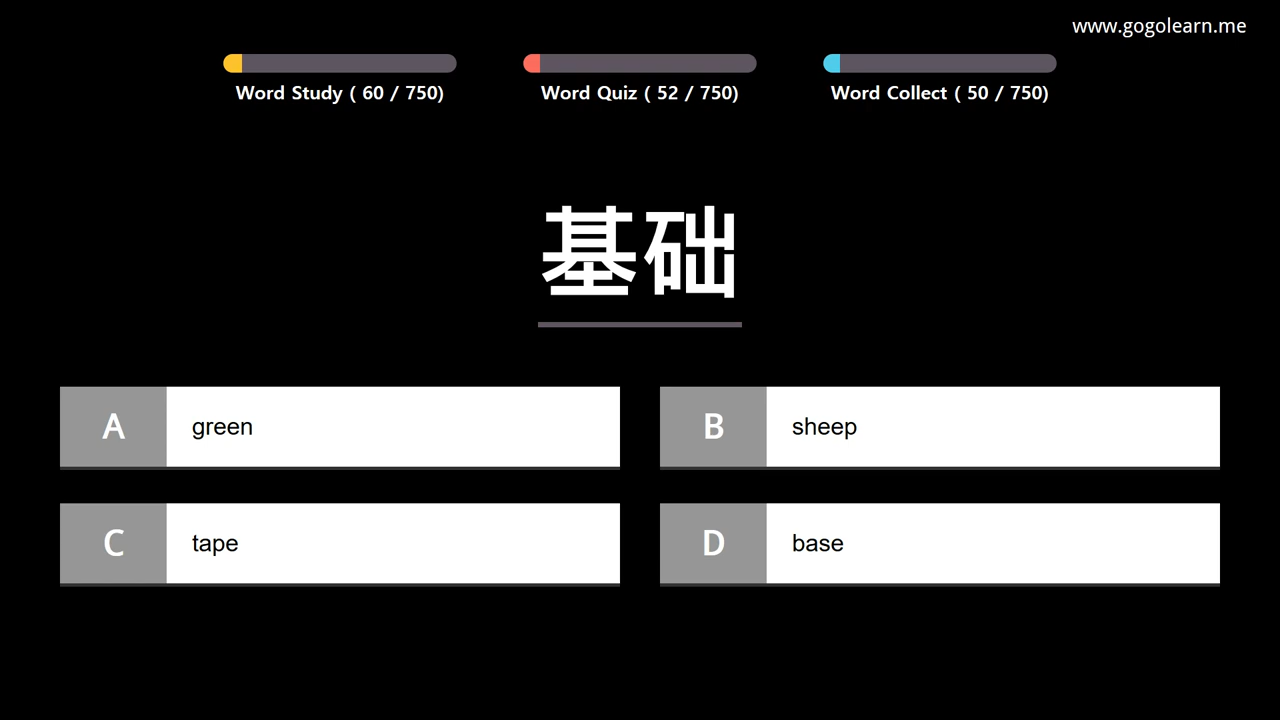 www.gogolearn.me
Word Study ( 60 / 750)
Word Quiz ( 52 / 750)
Word Collect ( 50 / 750)
基础
A green
B sheep
C tape
D base